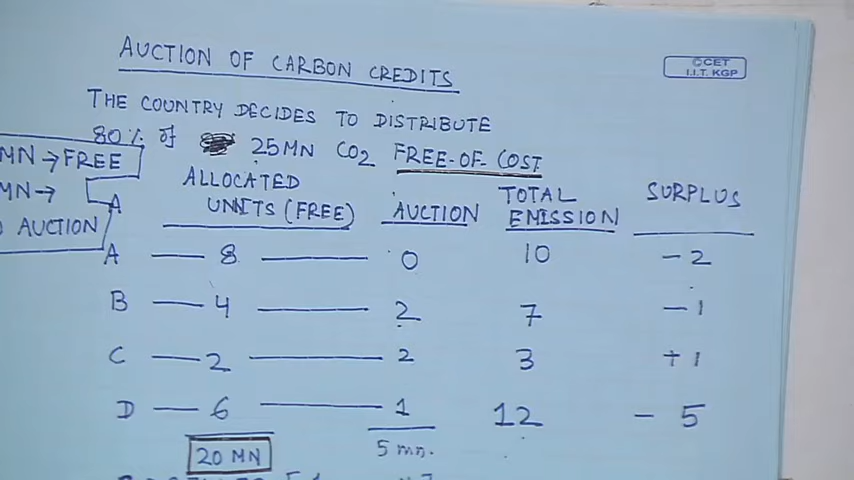 AUCTION OF CARBON CREDITS
©CET
I.I.T. KGP
THE COUNTRY DECIDES TO DISTRIBUTE
80% of 25MN CO2 FREE-OF-COST
MN → FREE
MN →
AUCTION
ALLOCATED UNITS (FREE) AUCTION TOTAL EMISSION SURPLUS
A
A — 8 — 0 10 -2
B — 4 — 2 7 -1
C — 2 — 2 3 +1
D — 6 — 1 12 - 5
20 MN 5 mn.